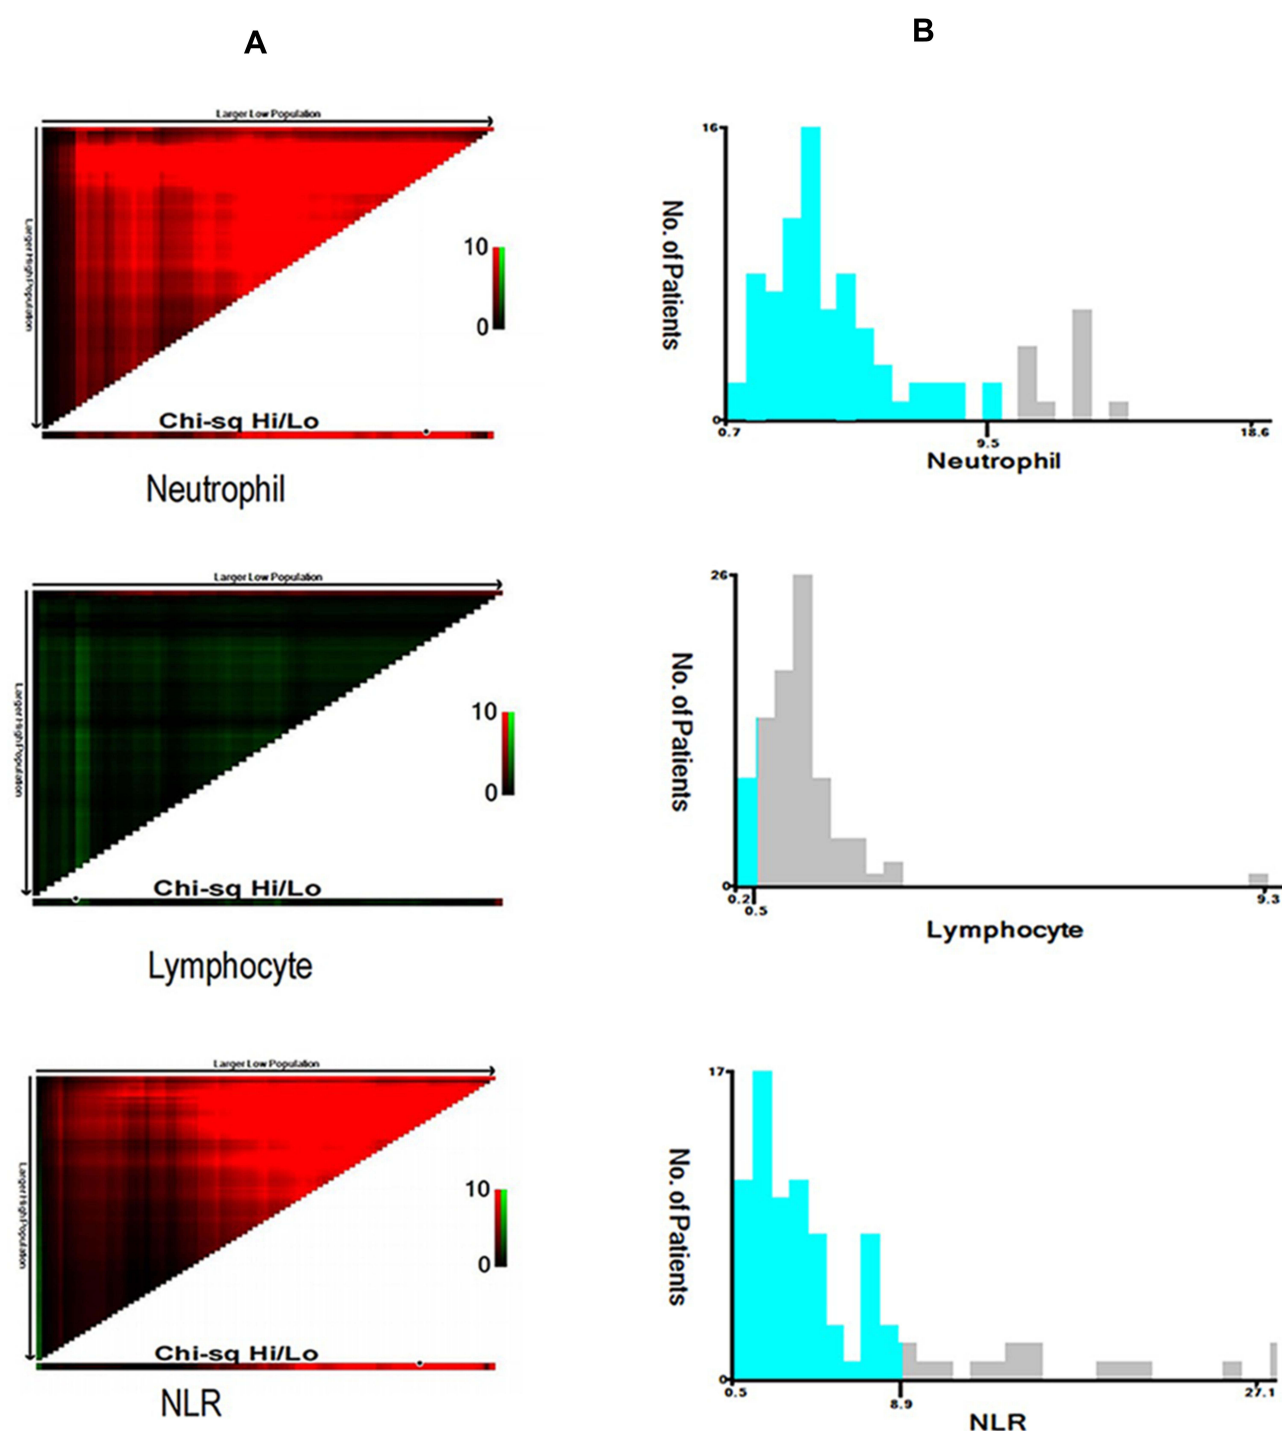 A
B
Larger Low Population
Larger High Population
10
0
Chi-sq Hi/Lo
Neutrophil
16
0
No. of Patients
0.7
9.5
18.6
Neutrophil
Larger Low Population
Larger High Population
10
0
Chi-sq Hi/Lo
Lymphocyte
26
0
No. of Patients
0.2
0.5
9.3
Lymphocyte
Larger Low Population
Larger High Population
10
0
Chi-sq Hi/Lo
NLR
17
0
No. of Patients
0.5
8.9
27.1
NLR